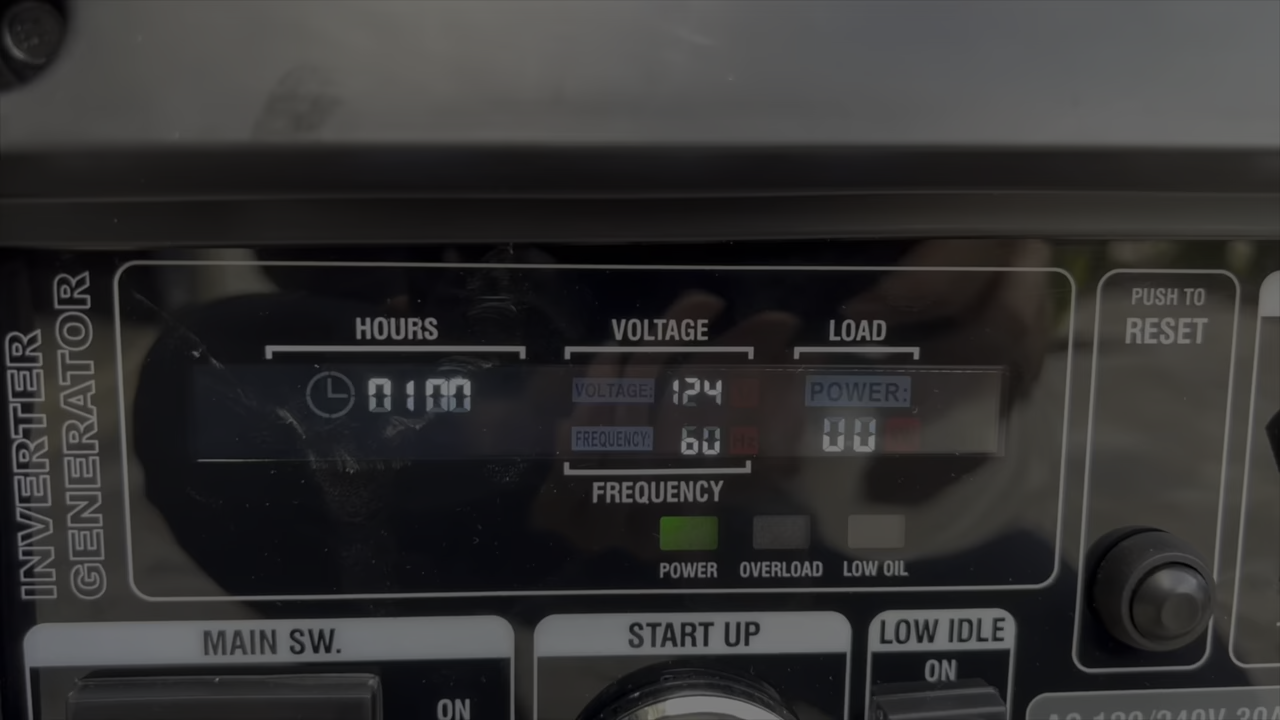 INVERTER
GENERATOR
HOURS
VOLTAGE
LOAD
PUSH TO
RESET
0100
VOLTAGE: 124
POWER:
FREQUENCY: 60 Hz
00
FREQUENCY
POWER
OVERLOAD
LOW OIL
MAIN SW.
START UP
LOW IDLE
ON
ON